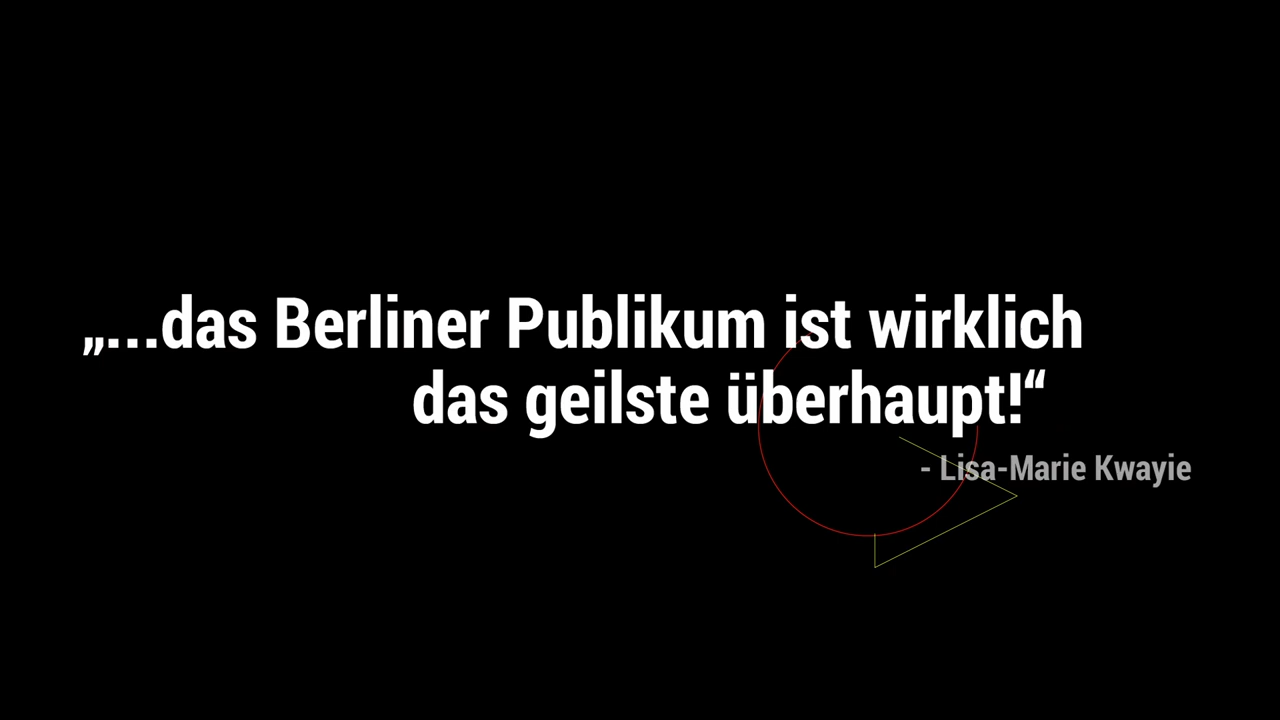 „...das Berliner Publikum ist wirklich
das geilste überhaupt!“
- Lisa-Marie Kwayie